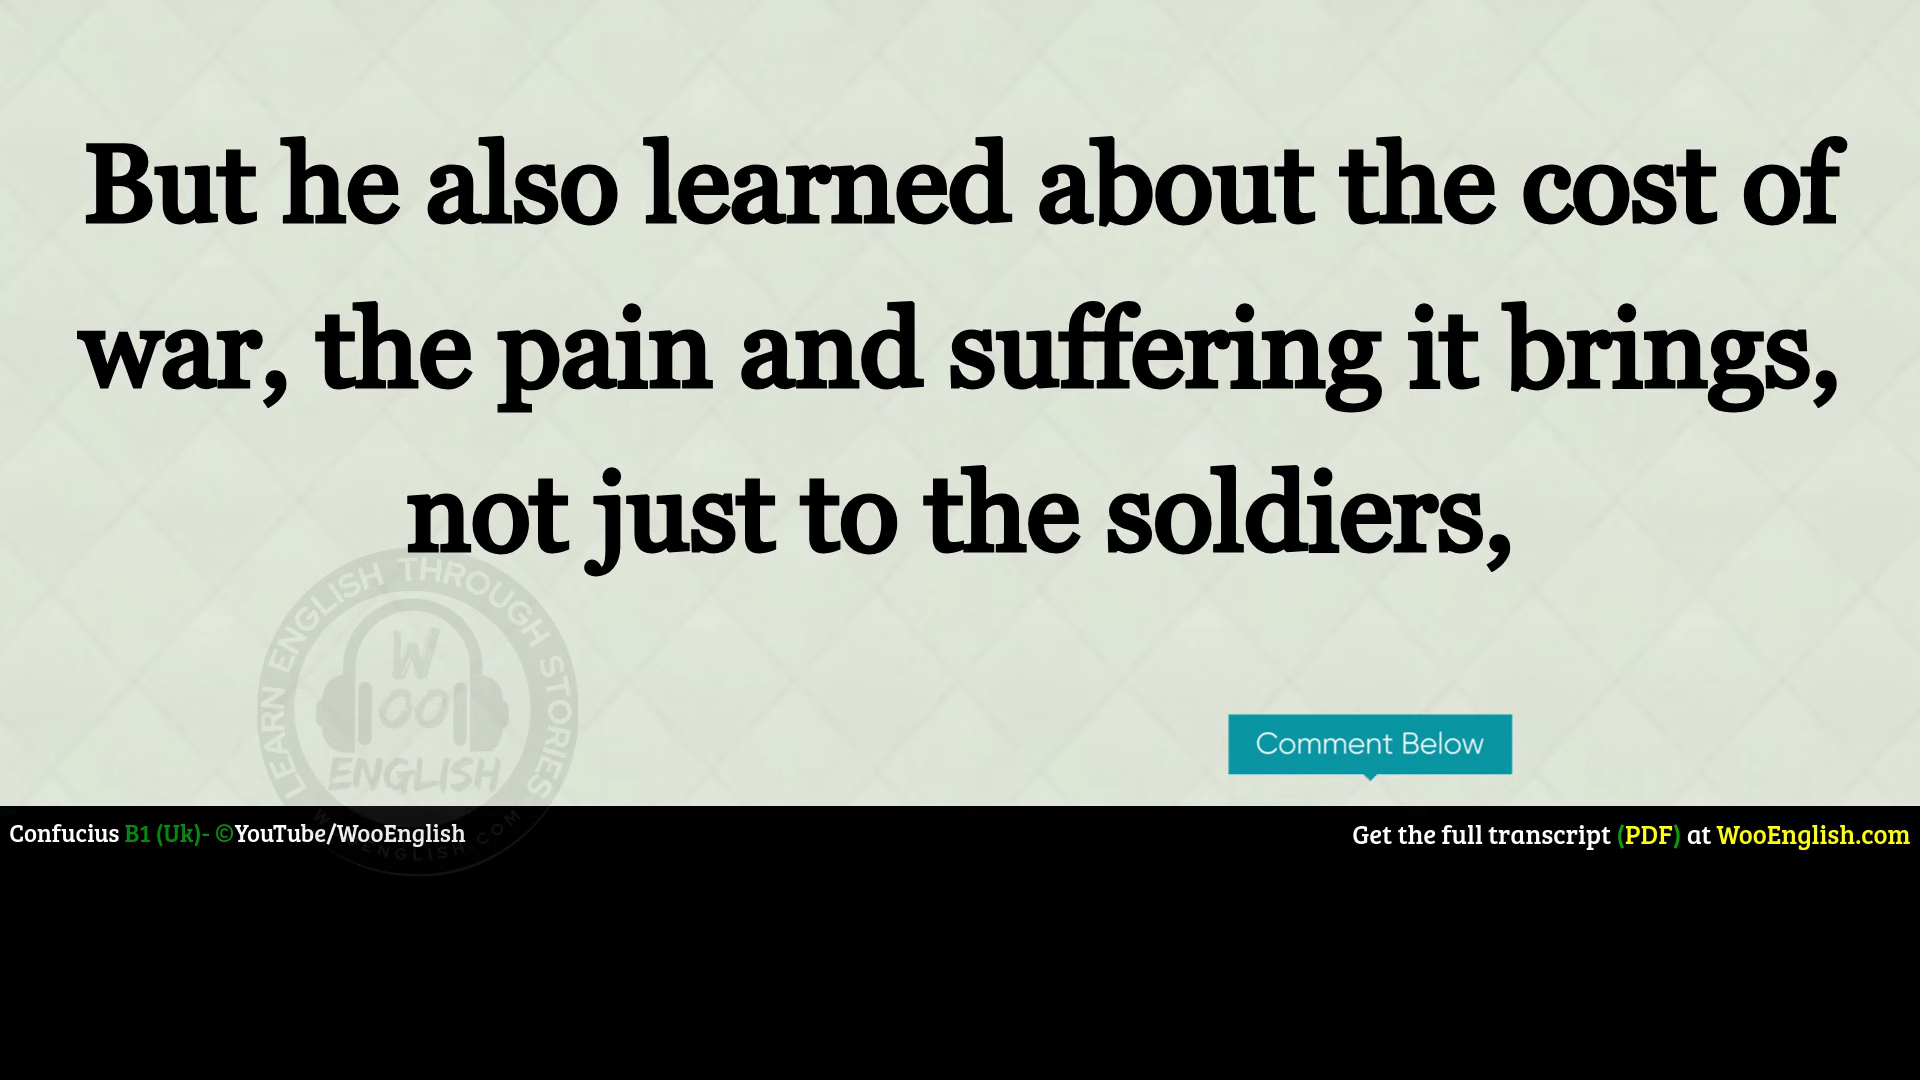 But he also learned about the cost of
war, the pain and suffering it brings,
not just to the soldiers,
LEARN ENGLISH THROUGH STORIES
W
OO
ENGLISH
Comment Below
Confucius B1 (Uk)- ©YouTube/WooEnglish
Get the full transcript (PDF) at WooEnglish.com